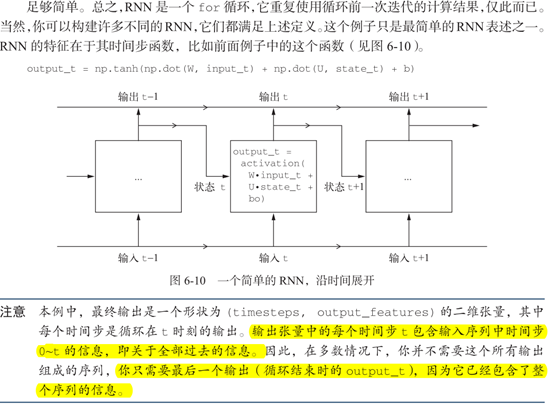 足够简单。总之，RNN 是一个 for 循环，它重复使用循环前一次迭代的计算结果，仅此而已。
当然，你可以构建许多不同的 RNN，它们都满足上述定义。这个例子只是最简单的 RNN 表述之一。
RNN 的特征在于其时间步函数，比如前面例子中的这个函数（见图 6-10）。
output_t = np.tanh(np.dot(W, input_t) + np.dot(U, state_t) + b)
输出 t-1
输出 t
输出 t+1
...
状态 t
output_t =
activation(
W•input_t +
U•state_t +
bo)
状态 t+1
...
输入 t-1
输入 t
输入 t+1
图 6-10 一个简单的 RNN，沿时间展开
注意 本例中，最终输出是一个形状为 (timesteps, output_features) 的二维张量，其中
每个时间步是循环在 t 时刻的输出。输出张量中的每个时间步 t 包含输入序列中时间步
0~t 的信息，即关于全部过去的信息。因此，在多数情况下，你并不需要这个所有输出
组成的序列，你只需要最后一个输出（循环结束时的 output_t），因为它已经包含了整
个序列的信息。